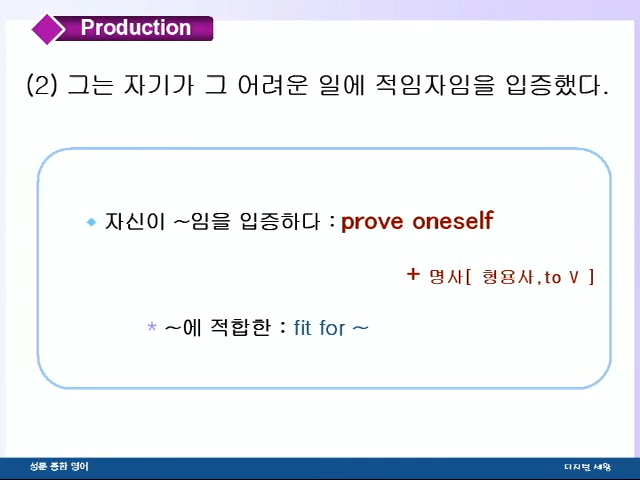 Production
(2) 그는 자기가 그 어려운 일에 적임자임을 입증했다.
자신이 ~임을 입증하다 : prove oneself
+ 명사[ 형용사,to V ]
* ~에 적합한 : fit for ~
성문 종합 영어
디지털 세왕